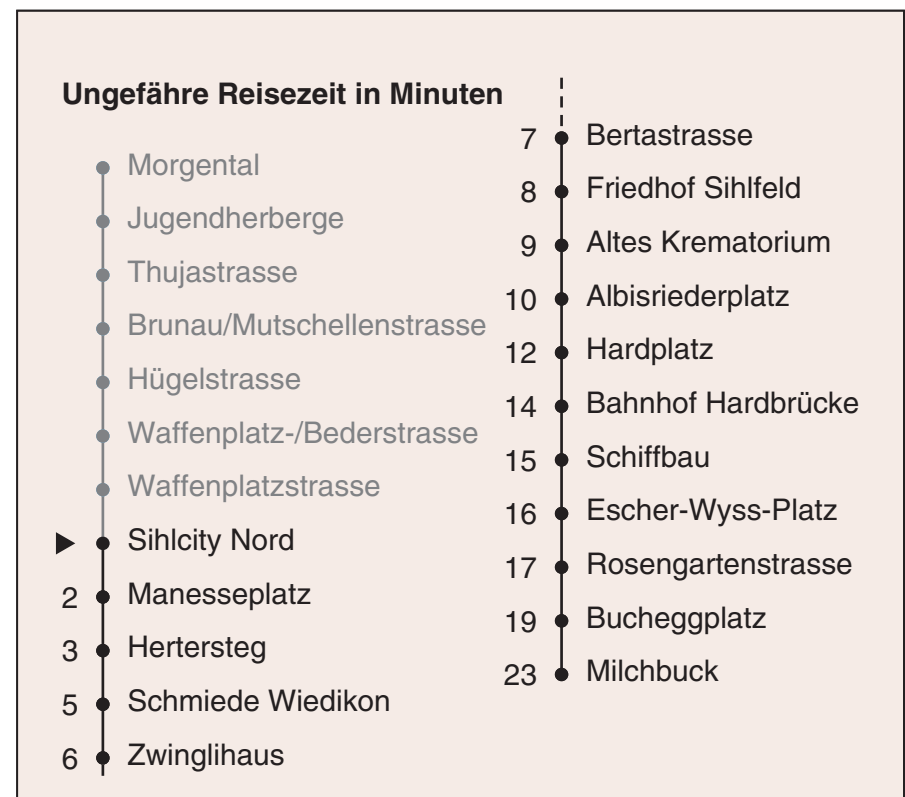 Ungefähre Reisezeit in Minuten
Morgental
Jugendherberge
Thujastrasse
Brunau/Mutschellenstrasse
Hügelstrasse
Waffenplatz-/Bederstrasse
Waffenplatzstrasse
Sihlcity Nord
2 Manesseplatz
3 Hertersteg
5 Schmiede Wiedikon
6 Zwinglihaus
7 Bertastrasse
8 Friedhof Sihlfeld
9 Altes Krematorium
10 Albisriederplatz
12 Hardplatz
14 Bahnhof Hardbrücke
15 Schiffbau
16 Escher-Wyss-Platz
17 Rosengartenstrasse
19 Bucheggplatz
23 Milchbuck